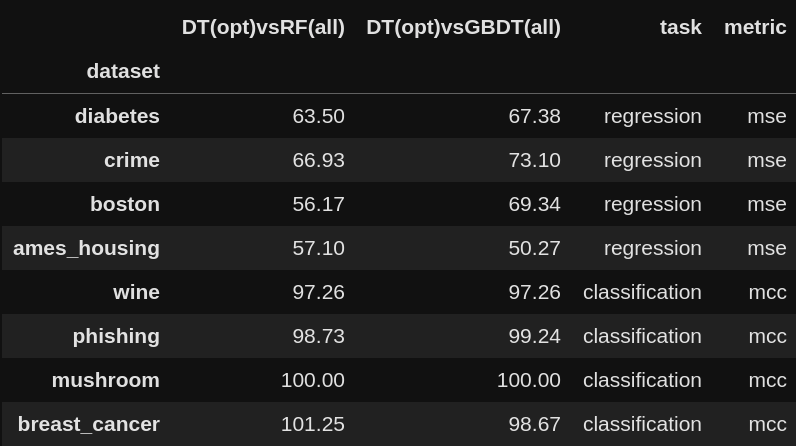 DT(opt)vsRF(all) DT(opt)vsGBDT(all) task metric
dataset
diabetes 63.50 67.38 regression mse
crime 66.93 73.10 regression mse
boston 56.17 69.34 regression mse
ames_housing 57.10 50.27 regression mse
wine 97.26 97.26 classification mcc
phishing 98.73 99.24 classification mcc
mushroom 100.00 100.00 classification mcc
breast_cancer 101.25 98.67 classification mcc